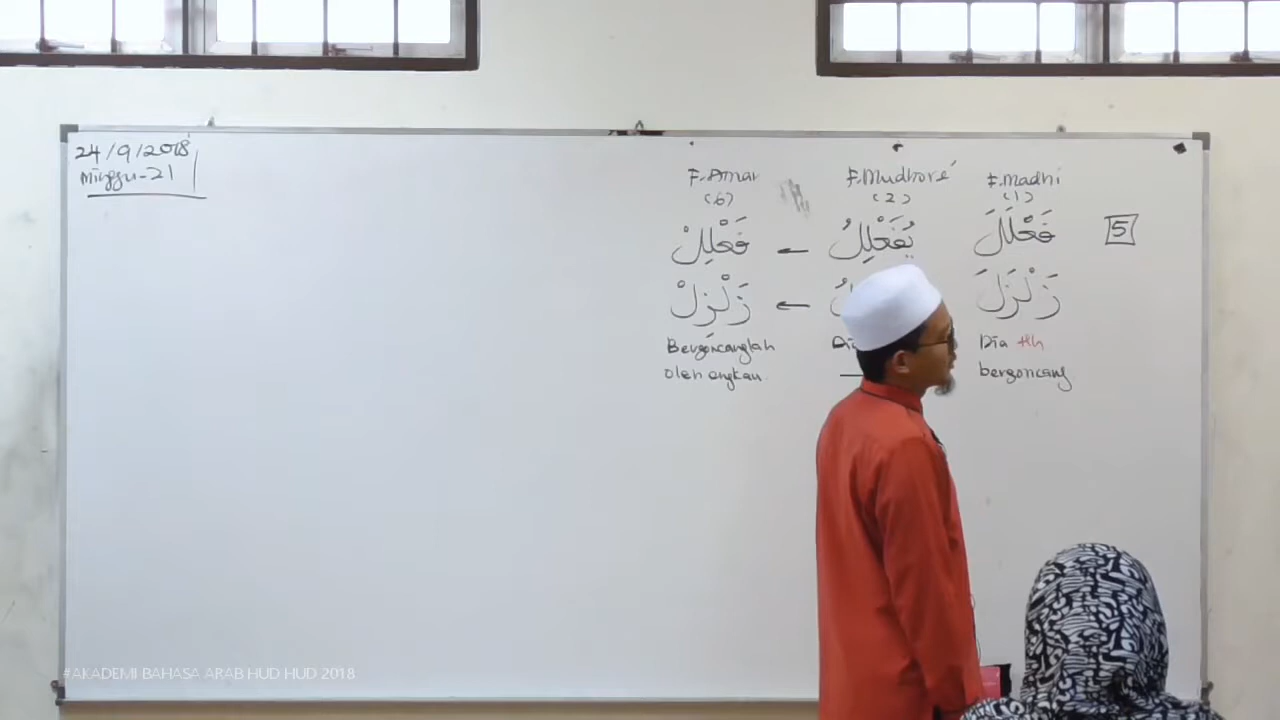 24/9/2018
Minggu-21
F. Madhi
F. Mudhore'
F. Amar
(1)
(2)
(6)
5
فَعْلَلَ
يُفَعْلِلُ ← فَعْلِلْ
زَلْزَلَ
← زَلْزِلْ
Dia tlh
bergoncang
Bergoncanglah
oleh engkau
#AKADEMI BAHASA ARAB HUD HUD 2018